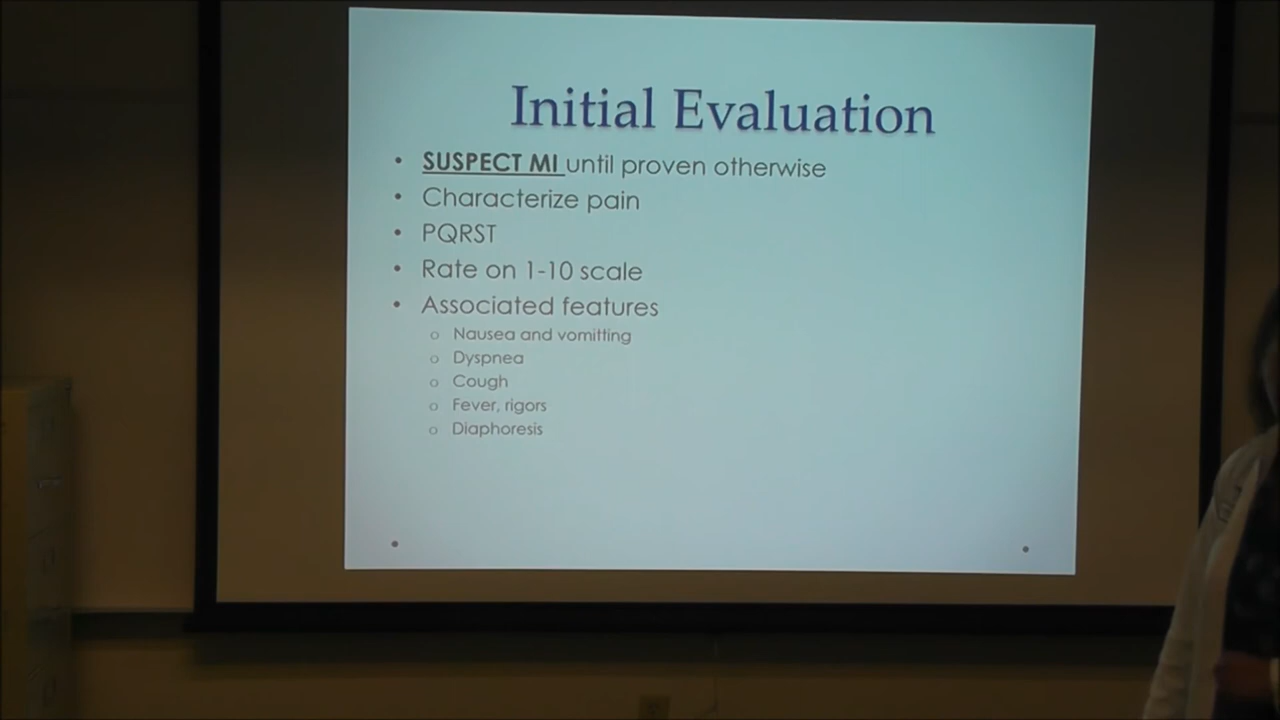 Initial Evaluation
• SUSPECT MI until proven otherwise
• Characterize pain
• PQRST
• Rate on 1-10 scale
• Associated features
o Nausea and vomitting
o Dyspnea
o Cough
o Fever, rigors
o Diaphoresis